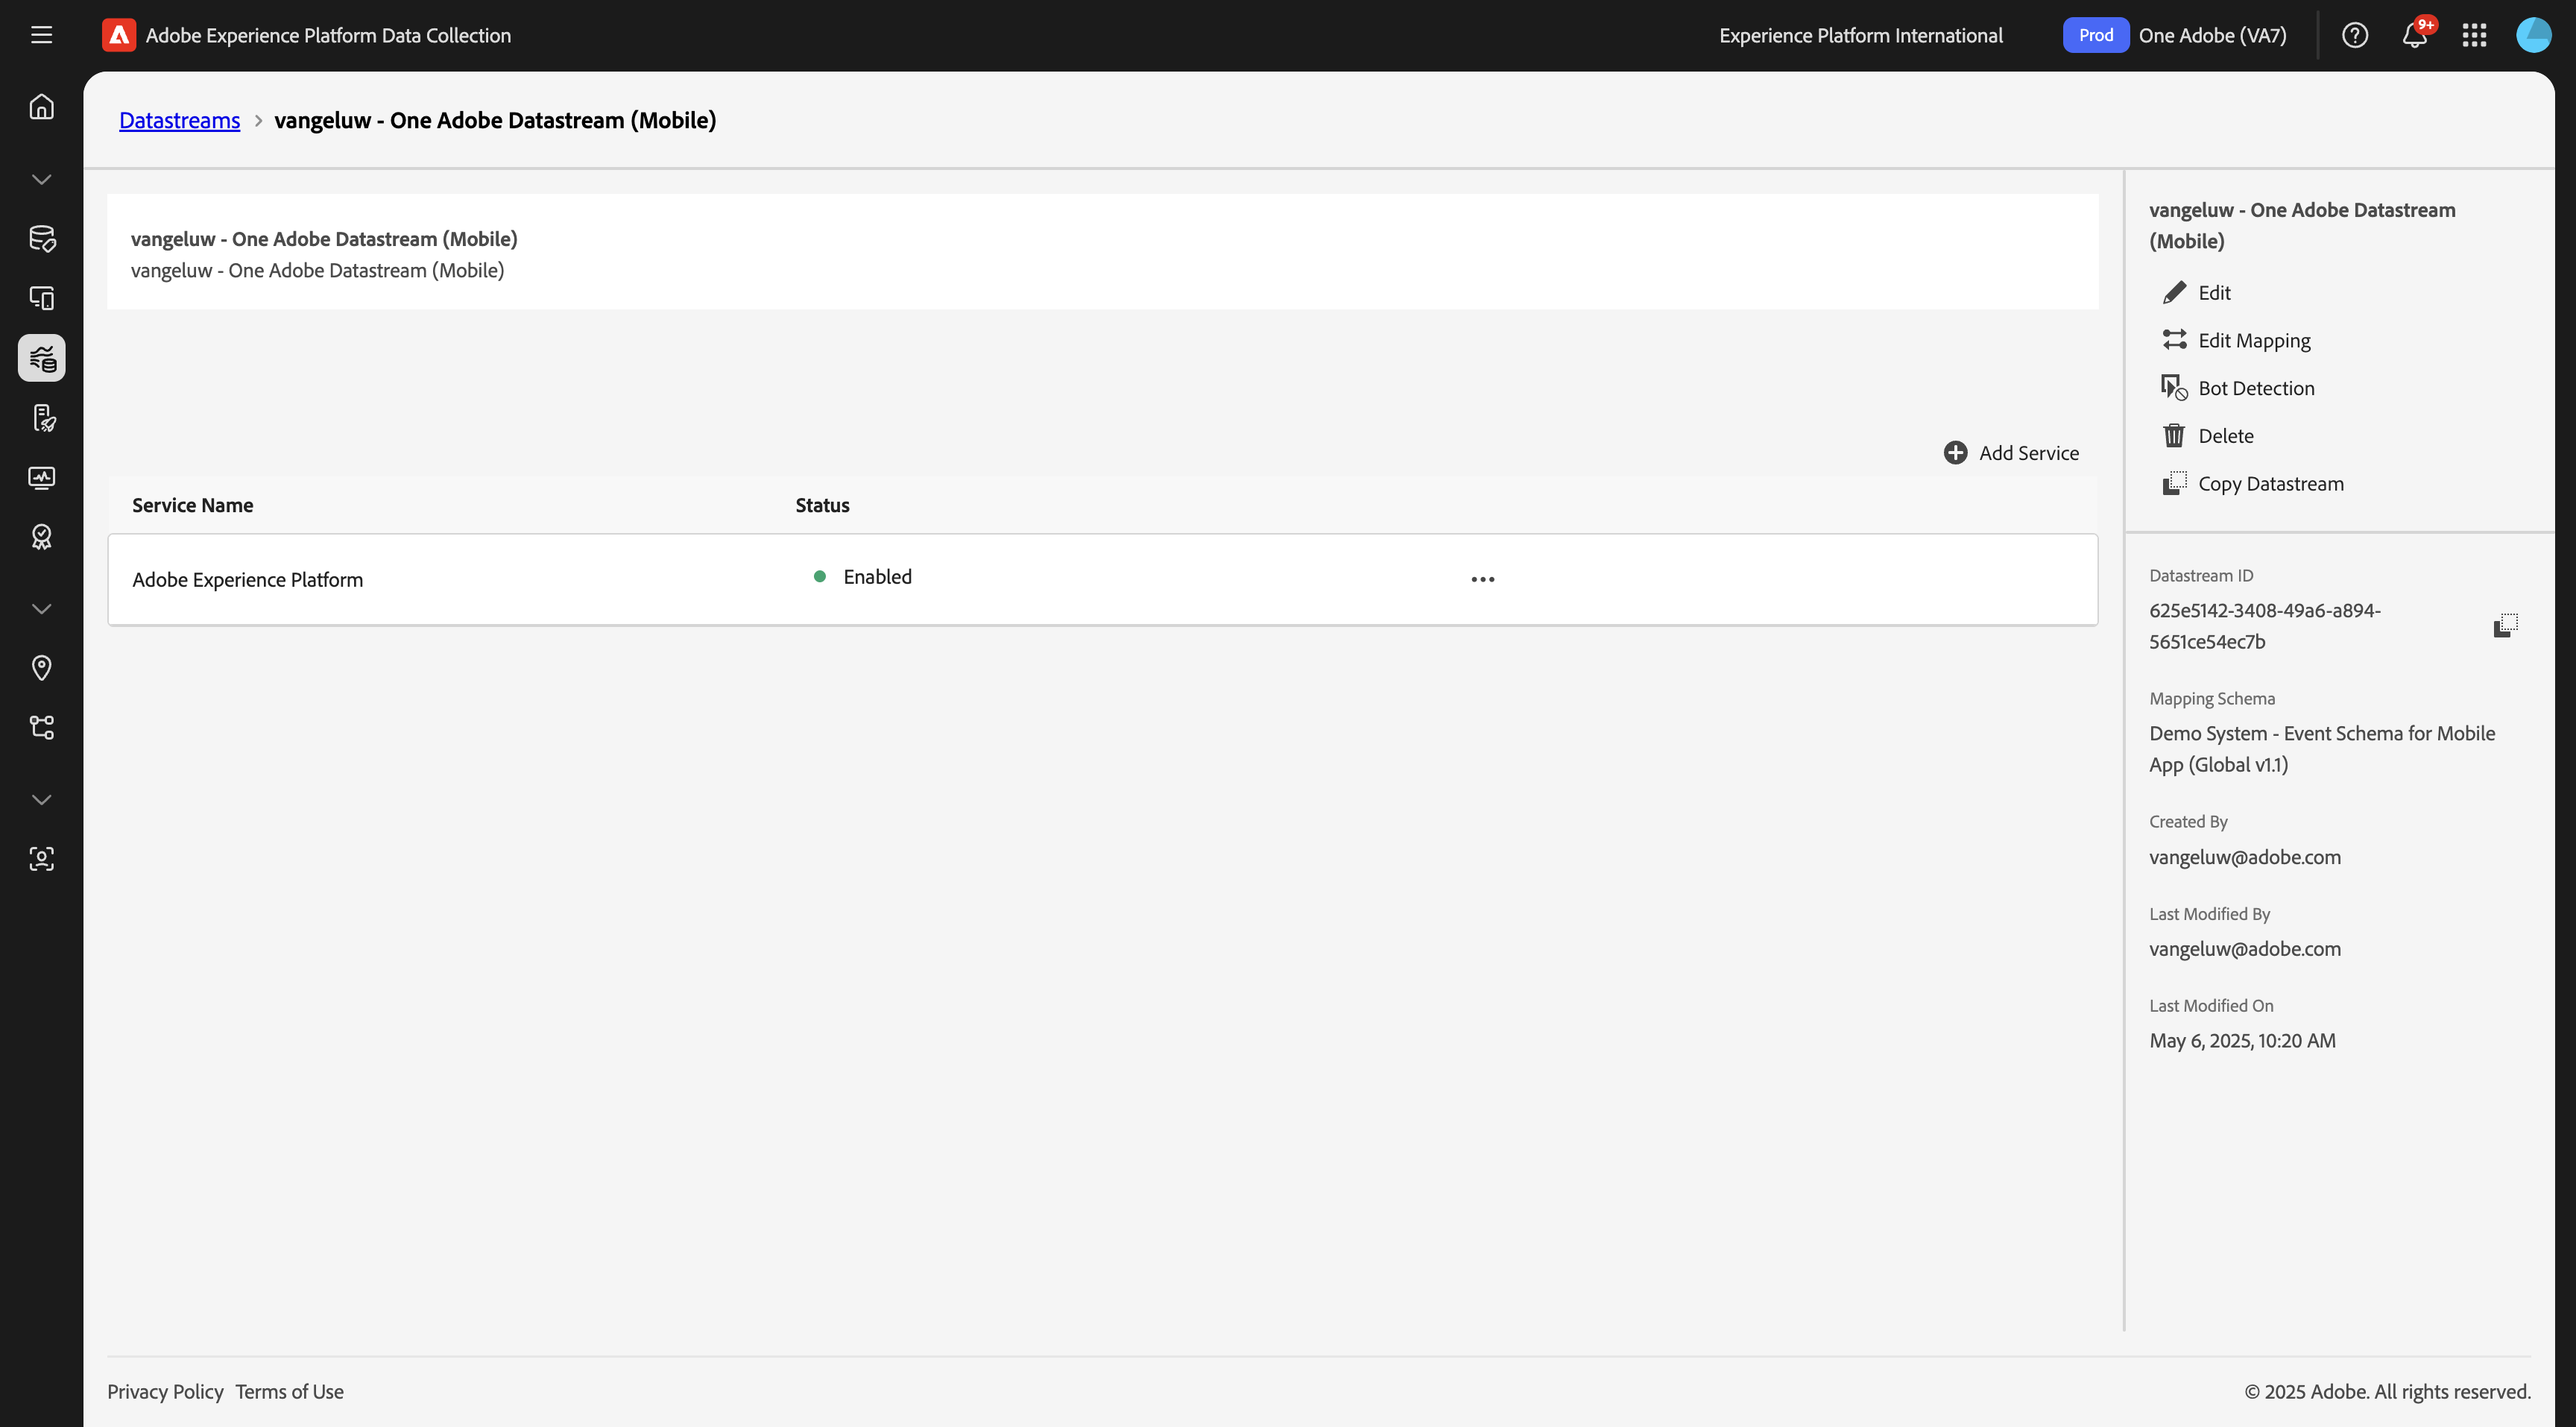 Adobe Experience Platform Data Collection
Experience Platform International
Prod
One Adobe (VA7)
9+
Datastreams
vangeluw - One Adobe Datastream (Mobile)
vangeluw - One Adobe Datastream (Mobile)
vangeluw - One Adobe Datastream (Mobile)
Add Service
Service Name
Status
Adobe Experience Platform
Enabled
vangeluw - One Adobe Datastream
(Mobile)
Edit
Edit Mapping
Bot Detection
Delete
Copy Datastream
Datastream ID
625e5142-3408-49a6-a894-
5651ce54ec7b
Mapping Schema
Demo System - Event Schema for Mobile
App (Global v1.1)
Created By
vangeluw@adobe.com
Last Modified By
vangeluw@adobe.com
Last Modified On
May 6, 2025, 10:20 AM
Privacy Policy
Terms of Use
© 2025 Adobe. All rights reserved.